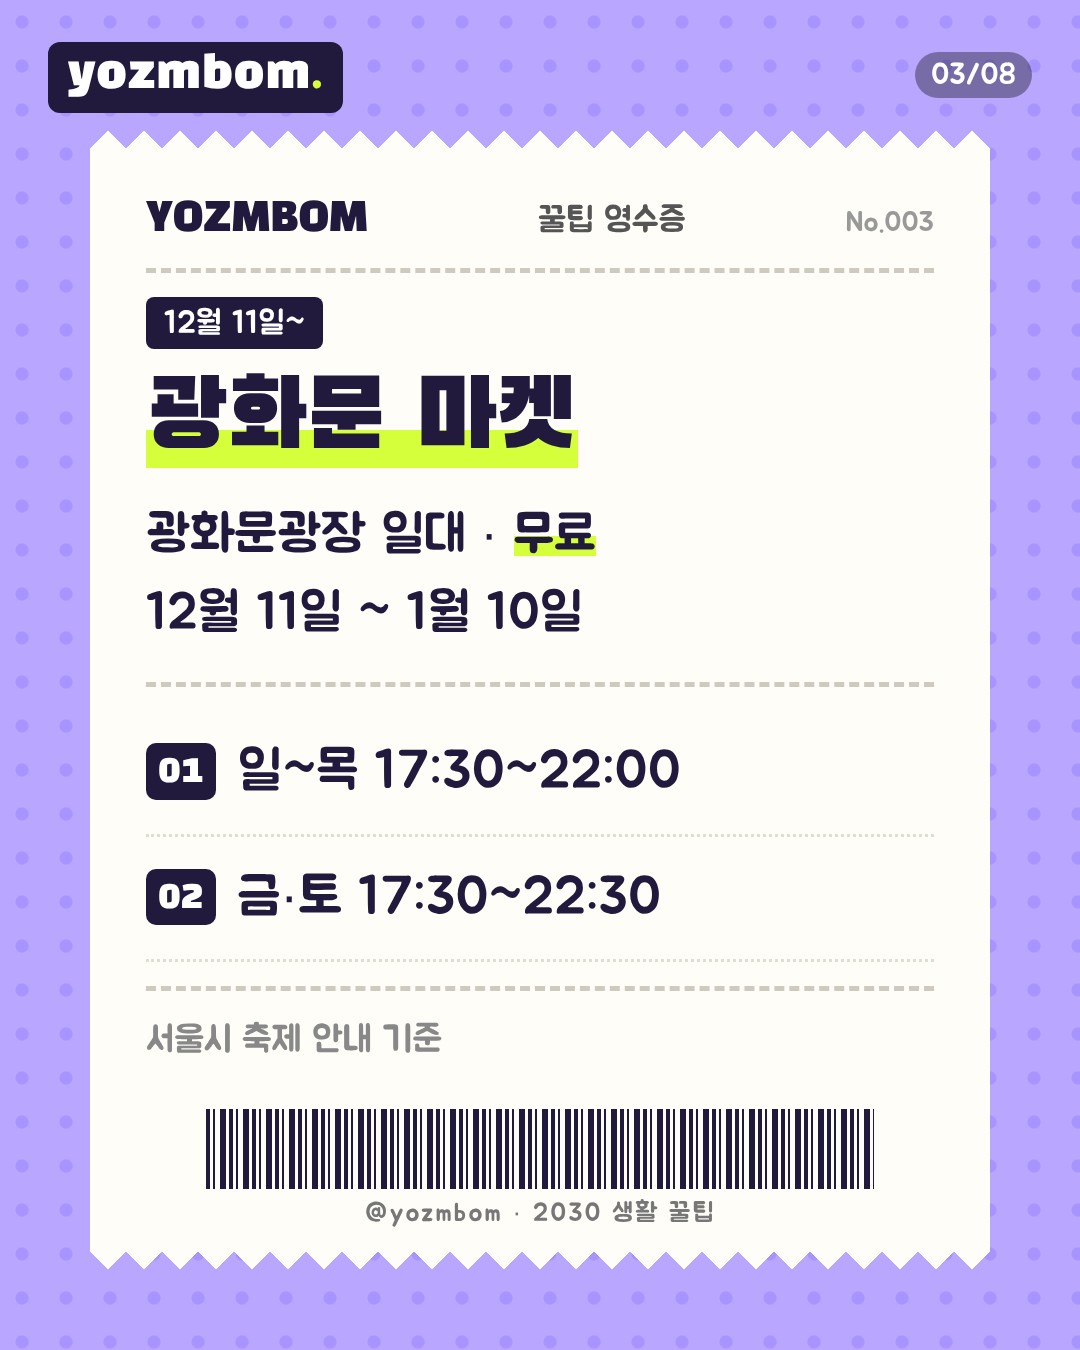 yozmbom.
03/08
YOZMBOM 꿀팁 영수증 No.003
12월 11일~
광화문 마켓
광화문광장 일대 · 무료
12월 11일 ~ 1월 10일
01 일~목 17:30~22:00
02 금·토 17:30~22:30
서울시 축제 안내 기준
@yozmbom · 2030 생활 꿀팁